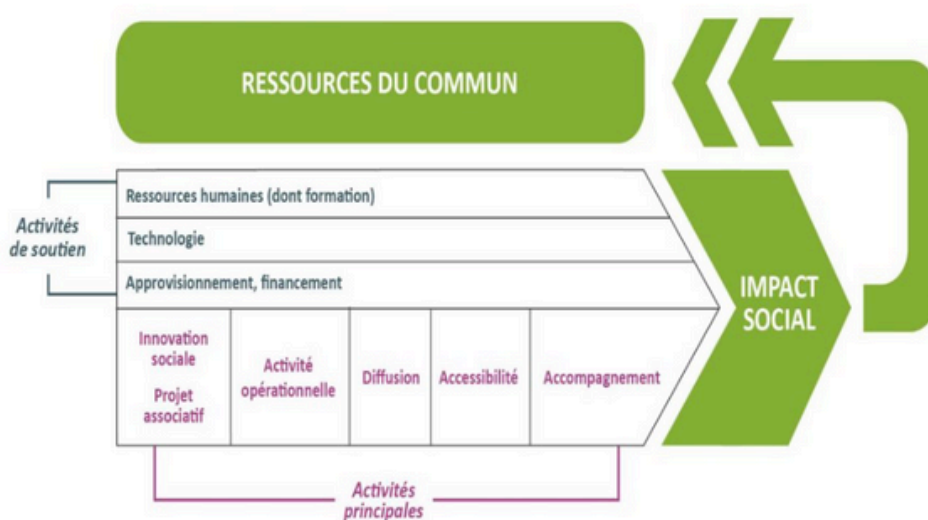 RESSOURCES DU COMMUN
Activités
de soutien
Ressources humaines (dont formation)
Technologie
Approvisionnement, financement
Innovation
sociale
Projet
associatif
Activité
opérationnelle
Diffusion
Accessibilité
Accompagnement
IMPACT
SOCIAL
Activités
principales